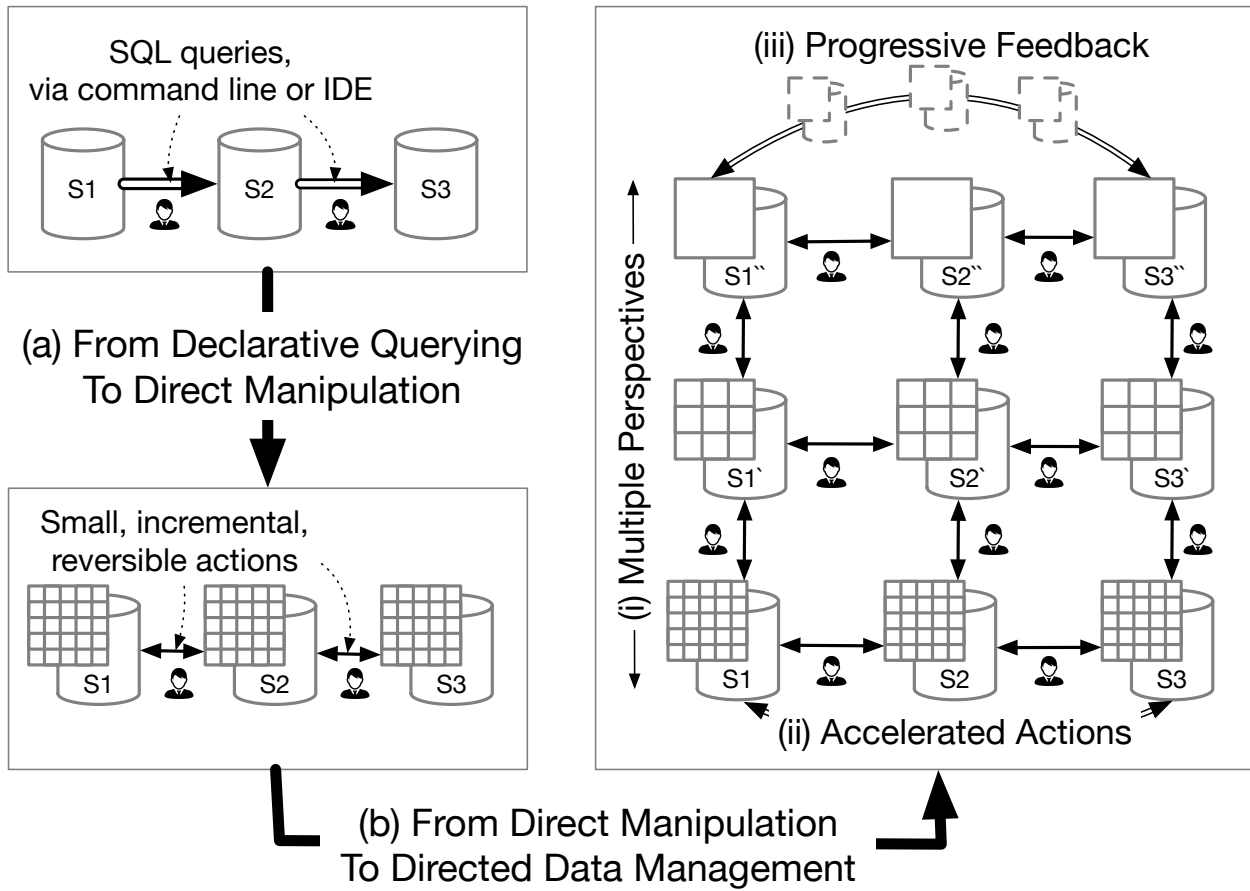 SQL queries,
via command line or IDE
S1
S2
S3
(a) From Declarative Querying
To Direct Manipulation
Small, incremental,
reversible actions
S1
S2
S3
(b) From Direct Manipulation
To Directed Data Management
(iii) Progressive Feedback
(i) Multiple Perspectives
S1``
S2``
S3``
S1`
S2`
S3`
S1
S2
S3
(ii) Accelerated Actions